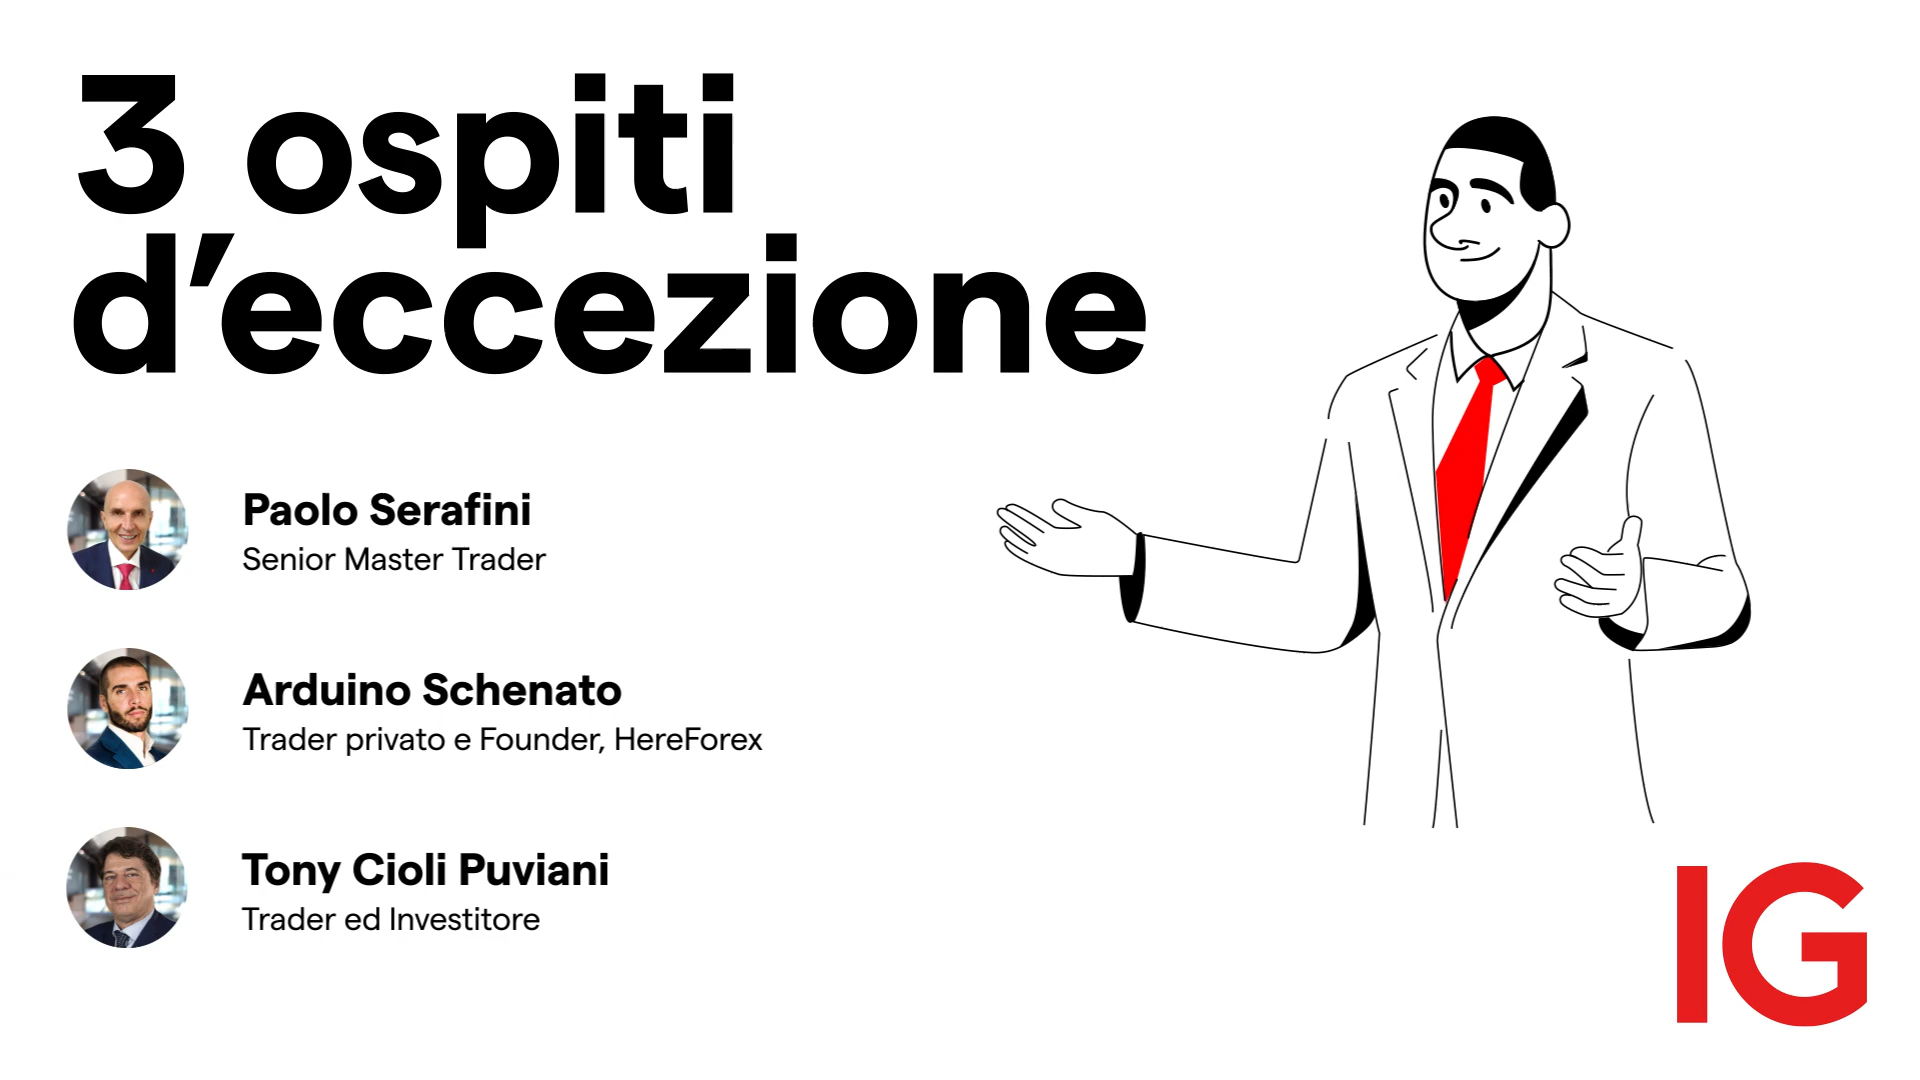 3 ospiti
d’eccezione
Paolo Serafini
Senior Master Trader
Arduino Schenato
Trader privato e Founder, HereForex
Tony Cioli Puviani
Trader ed Investitore
IG